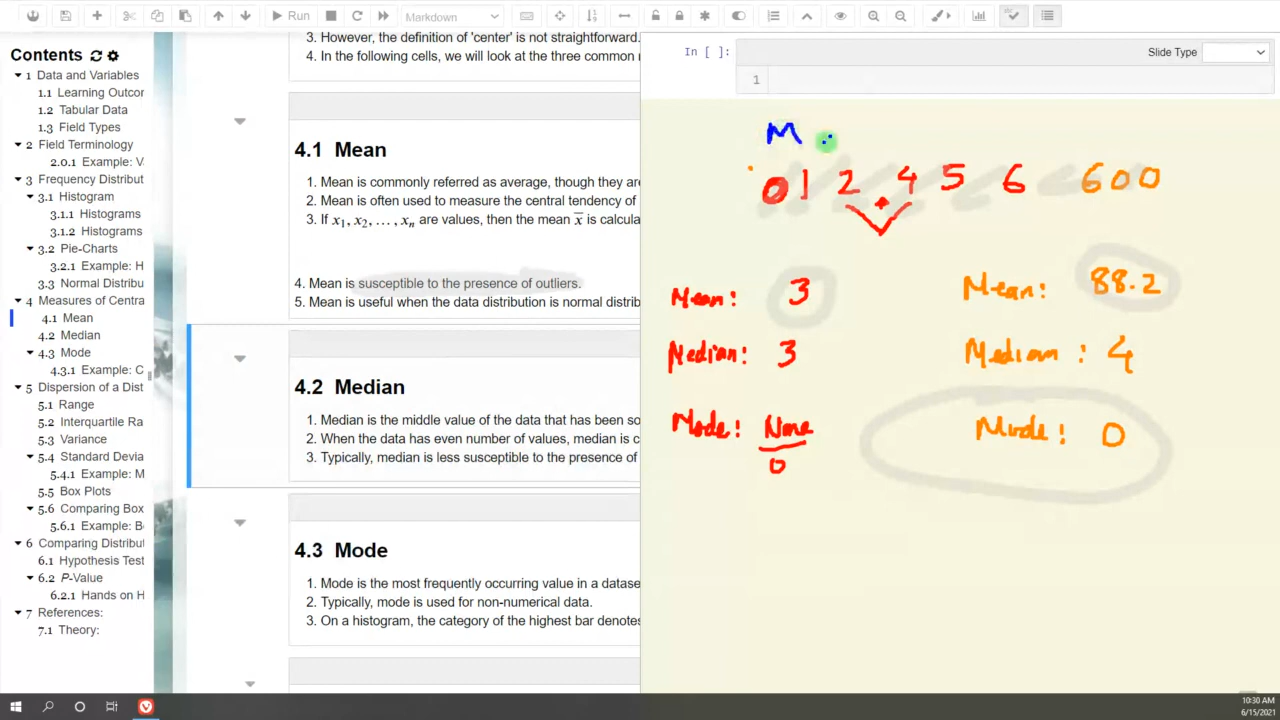 Run
Markdown
Contents
1 Data and Variables
1.1 Learning Outcor
1.2 Tabular Data
1.3 Field Types
2 Field Terminology
2.0.1 Example: Va
3 Frequency Distribut
3.1 Histogram
3.1.1 Histograms
3.1.2 Histograms
3.2 Pie-Charts
3.2.1 Example: H
3.3 Normal Distribu
4 Measures of Centra
4.1 Mean
4.2 Median
4.3 Mode
4.3.1 Example: C
5 Dispersion of a Dist
5.1 Range
5.2 Interquartile Ra
5.3 Variance
5.4 Standard Devia
5.4.1 Example: M
5.5 Box Plots
5.6 Comparing Box
5.6.1 Example: Bo
6 Comparing Distribut
6.1 Hypothesis Test
6.2 P-Value
6.2.1 Hands on H
7 References:
7.1 Theory:
3. However, the definition of 'center' is not straightforward.
4. In the following cells, we will look at the three common
4.1 Mean
1. Mean is commonly referred as average, though they are
2. Mean is often used to measure the central tendency of
3. If x1, x2, …, xn are values, then the mean x̅ is calcula
4. Mean is susceptible to the presence of outliers.
5. Mean is useful when the data distribution is normal distrib
4.2 Median
1. Median is the middle value of the data that has been so
2. When the data has even number of values, median is c
3. Typically, median is less susceptible to the presence of
4.3 Mode
1. Mode is the most frequently occurring value in a datase
2. Typically, mode is used for non-numerical data.
3. On a histogram, the category of the highest bar denotes
In [ ]:
Slide Type
1
M
0 1 2 4 5 6 600
Mean: 3 Mean: 88.2
Median: 3 Median: 4
Mode: None Mode: 0
0
10:30 AM
6/15/2021